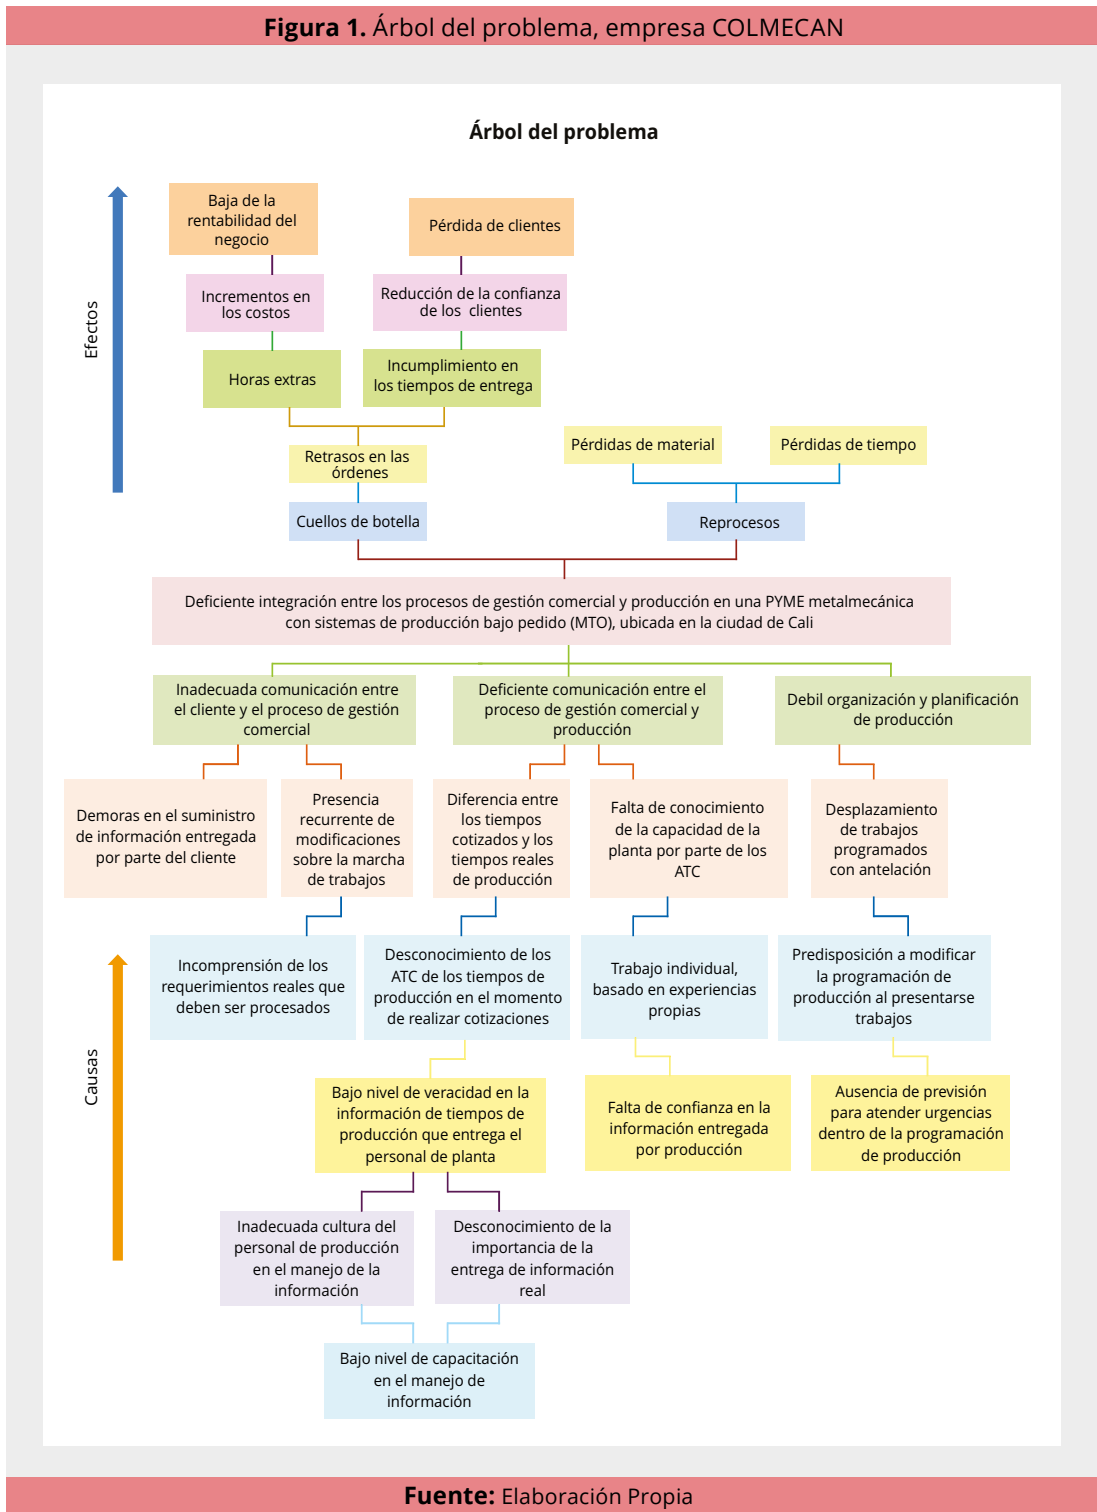 Figura 1. Árbol del problema, empresa COLMECAN
Árbol del problema
Efectos
Baja de la
rentabilidad del
negocio
Pérdida de clientes
Incrementos en
los costos
Reducción de la confianza
de los clientes
Horas extras
Incumplimiento en
los tiempos de entrega
Retrasos en las
órdenes
Pérdidas de material
Pérdidas de tiempo
Cuellos de botella
Reprocesos
Deficiente integración entre los procesos de gestión comercial y producción en una PYME metalmecánica
con sistemas de producción bajo pedido (MTO), ubicada en la ciudad de Cali
Inadecuada comunicación entre
el cliente y el proceso de gestión
comercial
Deficiente comunicación entre el
proceso de gestión comercial y
producción
Debil organización y planificación
de producción
Demoras en el suministro
de información entregada
por parte del cliente
Presencia
recurrente de
modificaciones
sobre la marcha
de trabajos
Diferencia entre
los tiempos
cotizados y los
tiempos reales
de producción
Falta de conocimiento
de la capacidad de la
planta por parte de los
ATC
Desplazamiento
de trabajos
programados
con antelación
Causas
Incomprensión de los
requerimientos reales que
deben ser procesados
Desconocimiento de los
ATC de los tiempos de
producción en el momento
de realizar cotizaciones
Trabajo individual,
basado en experiencias
propias
Predisposición a modificar
la programación de
producción al presentarse
trabajos
Bajo nivel de veracidad en la
información de tiempos de
producción que entrega el
personal de planta
Falta de confianza en la
información entregada
por producción
Ausencia de previsión
para atender urgencias
dentro de la programación
de producción
Inadecuada cultura del
personal de producción
en el manejo de la
información
Desconocimiento de la
importancia de la
entrega de información
real
Bajo nivel de capacitación
en el manejo de
información
Fuente: Elaboración Propia